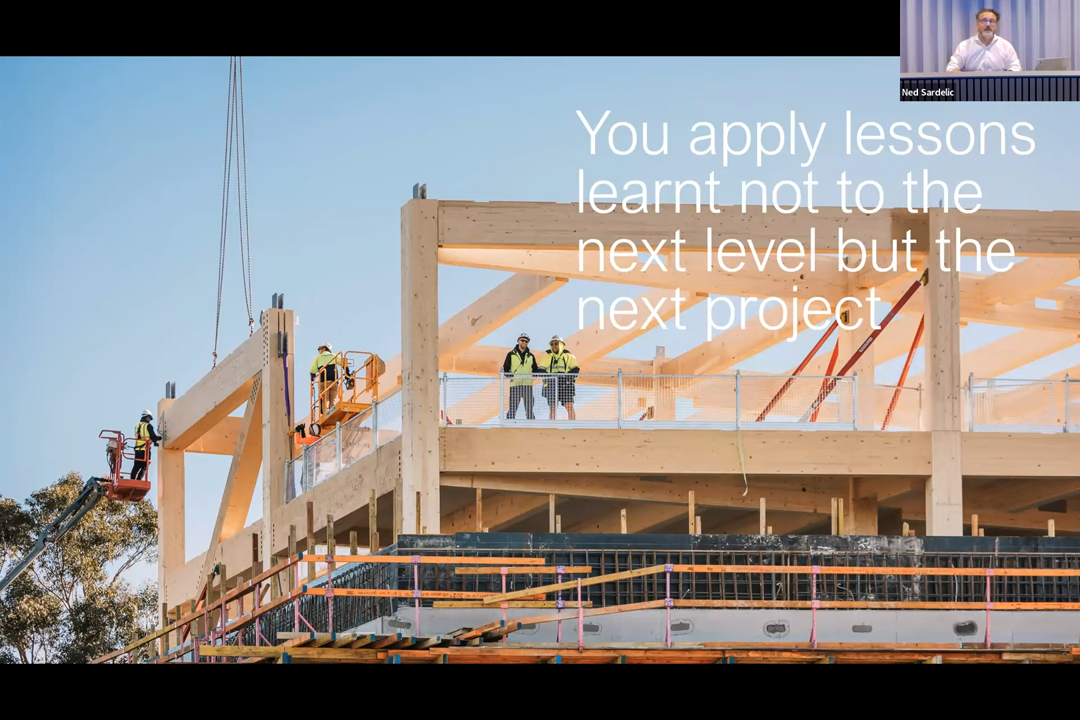 Ned Sardelic
You apply lessons
learnt not to the
next level but the
next project